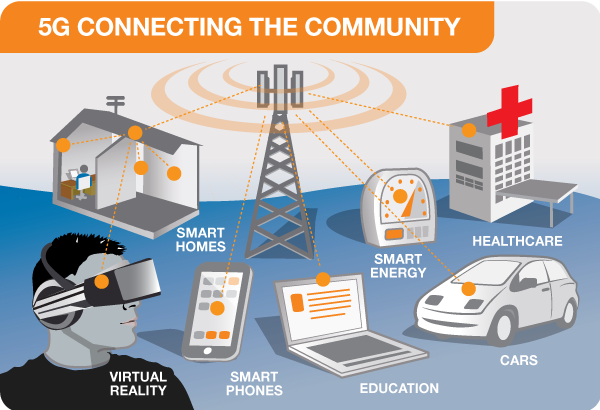 5G CONNECTING THE COMMUNITY
SMART
HOMES
SMART
ENERGY
HEALTHCARE
VIRTUAL
REALITY
SMART
PHONES
EDUCATION
CARS